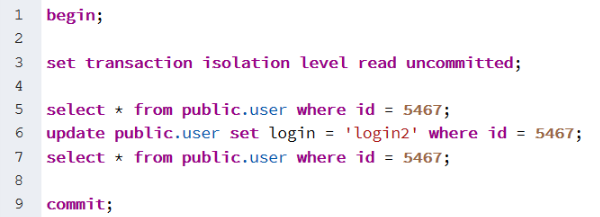 1 begin;
2
3 set transaction isolation level read uncommitted;
4
5 select * from public.user where id = 5467;
6 update public.user set login = 'login2' where id = 5467;
7 select * from public.user where id = 5467;
8
9 commit;